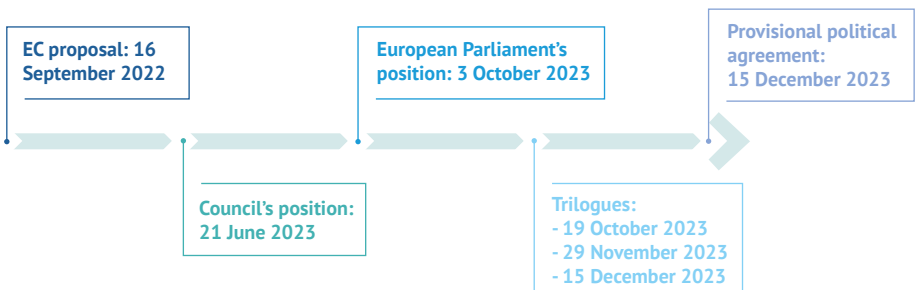 EC proposal: 16
September 2022
Council's position:
21 June 2023
European Parliament's
position: 3 October 2023
Trilogues:
- 19 October 2023
- 29 November 2023
- 15 December 2023
Provisional political
agreement:
15 December 2023